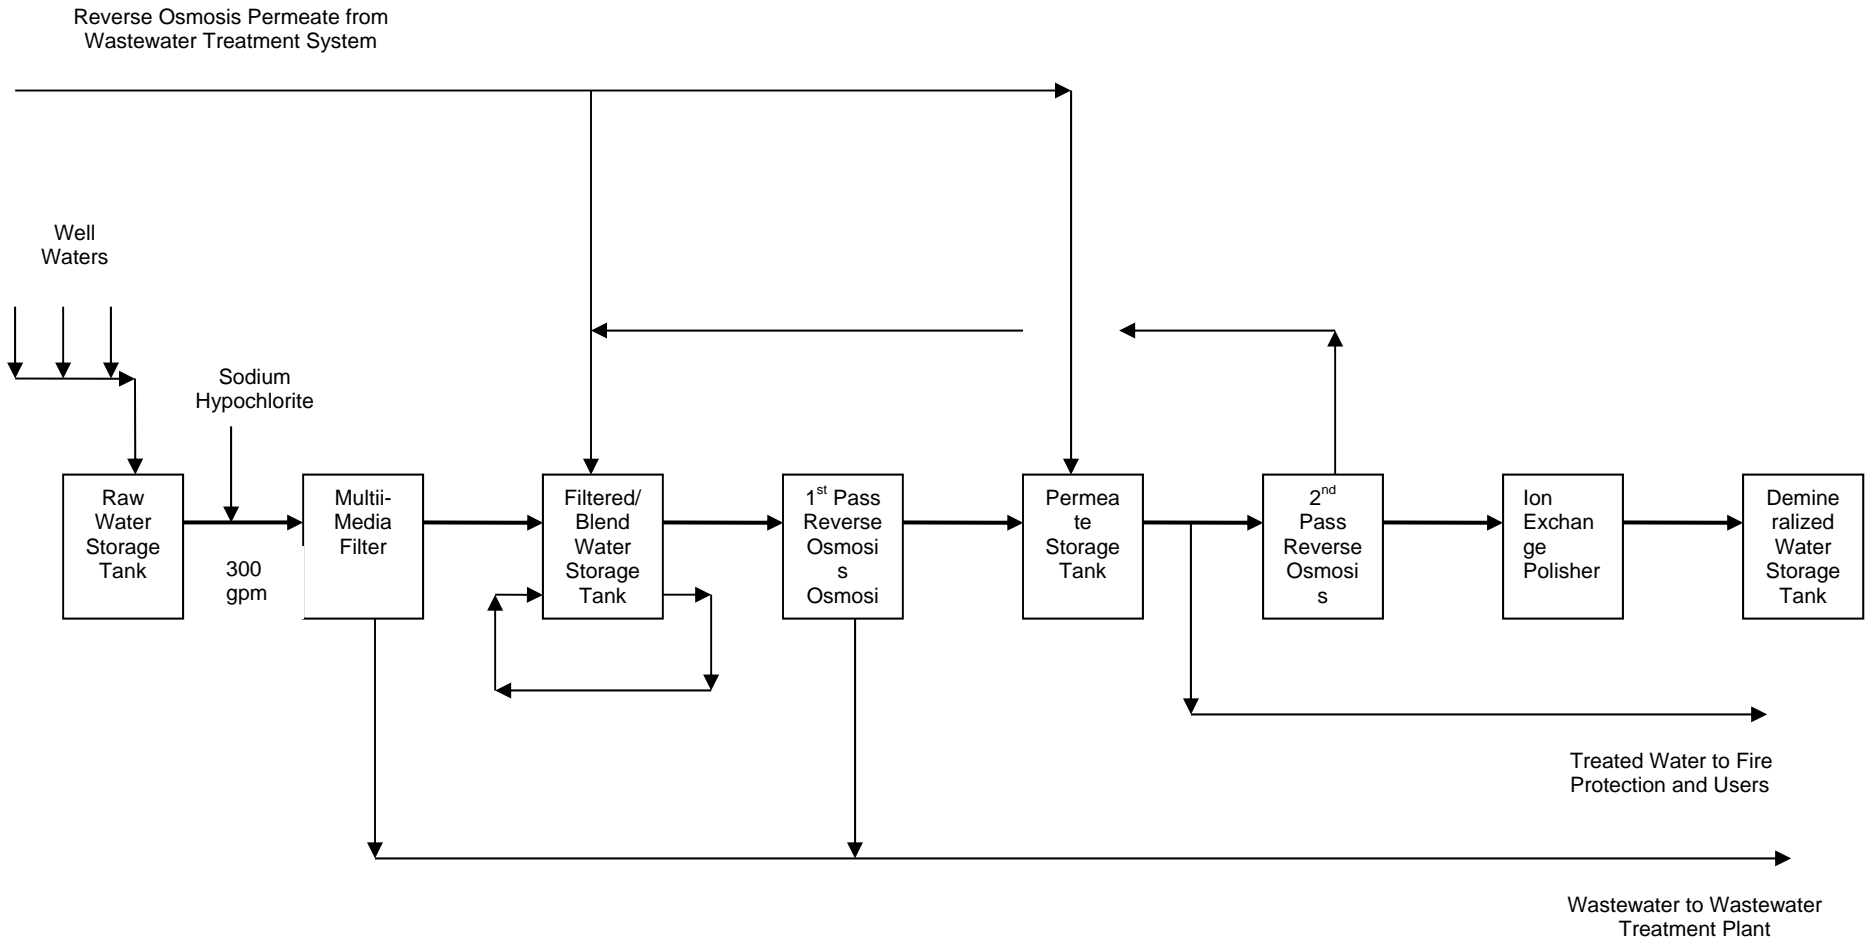 Reverse Osmosis Permeate from
Wastewater Treatment System
Well
Waters
Sodium
Hypochlorite
Raw
Water
Storage
Tank
300
gpm
Multii-
Media
Filter
Filtered/
Blend
Water
Storage
Tank
1st Pass
Reverse
Osmosi
s
Osmosi
Permea
te
Storage
Tank
2nd
Pass
Reverse
Osmosi
s
Ion
Exchan
ge
Polisher
Demine
ralized
Water
Storage
Tank
Treated Water to Fire
Protection and Users
Wastewater to Wastewater
Treatment Plant